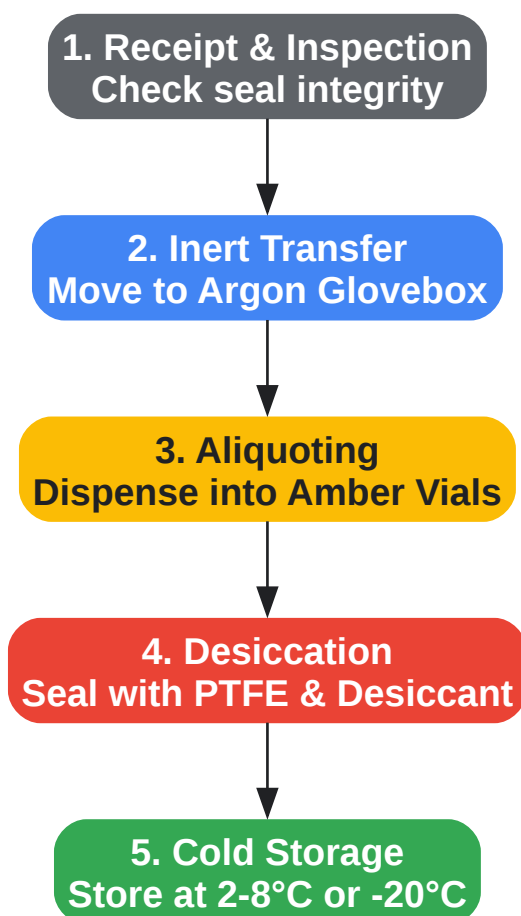 1. Receipt & Inspection
Check seal integrity
2. Inert Transfer
Move to Argon Glovebox
3. Aliquoting
Dispense into Amber Vials
4. Desiccation
Seal with PTFE & Desiccant
5. Cold Storage
Store at 2-8°C or -20°C